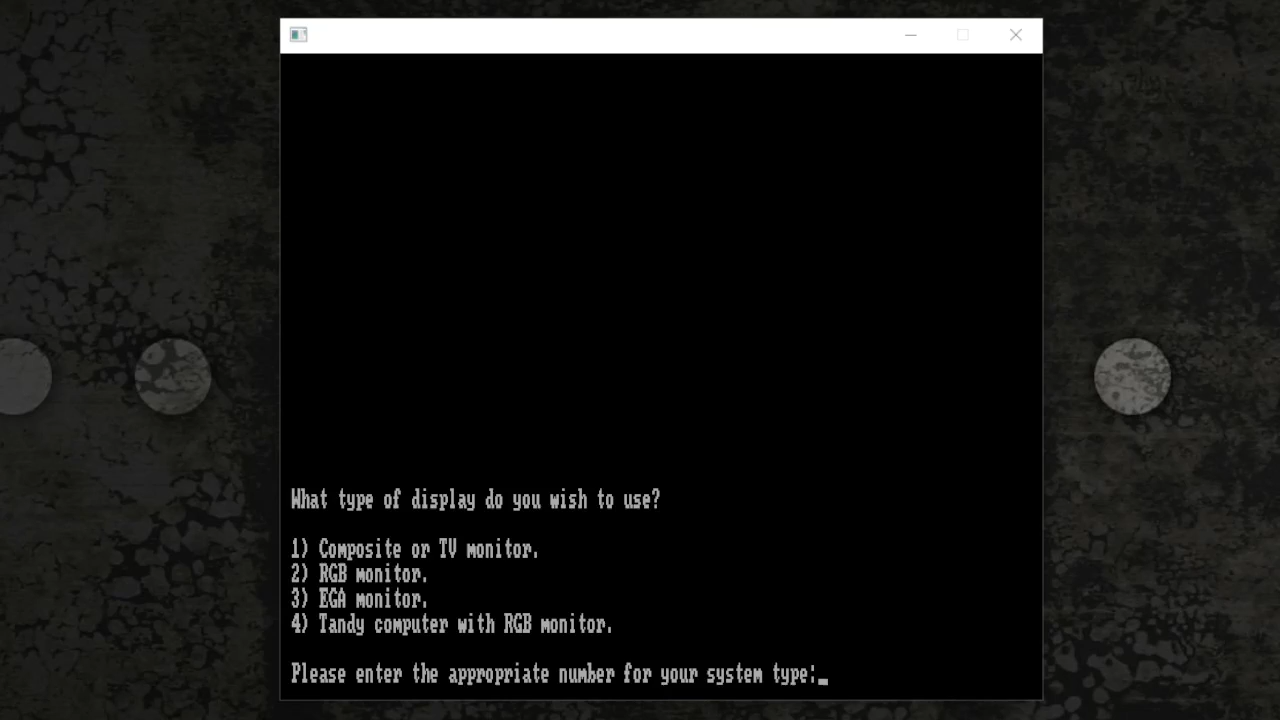 What type of display do you wish to use?
1) Composite or TV monitor.
2) RGB monitor.
3) EGA monitor.
4) Tandy computer with RGB monitor.
Please enter the appropriate number for your system type:_